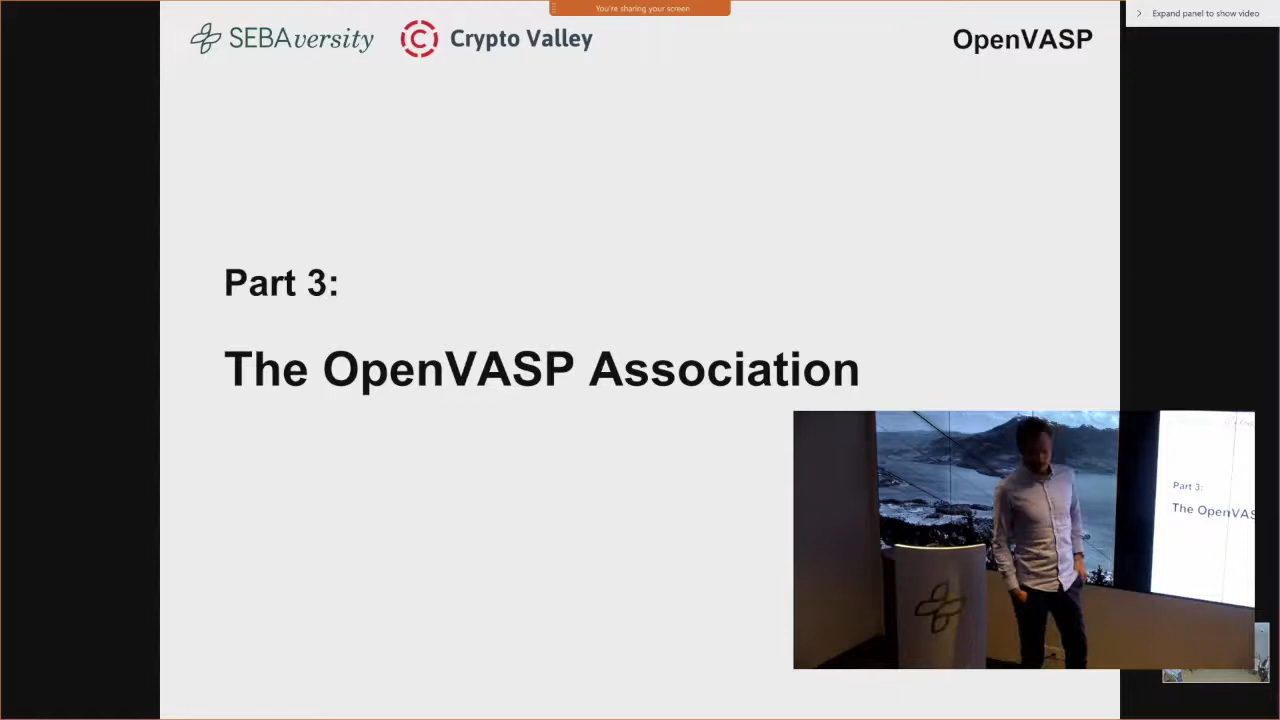 You're sharing your screen
Expand panel to show video
SEBAversity
Crypto Valley
OpenVASP
Part 3:
The OpenVASP Association
Part 3:
The OpenVAS